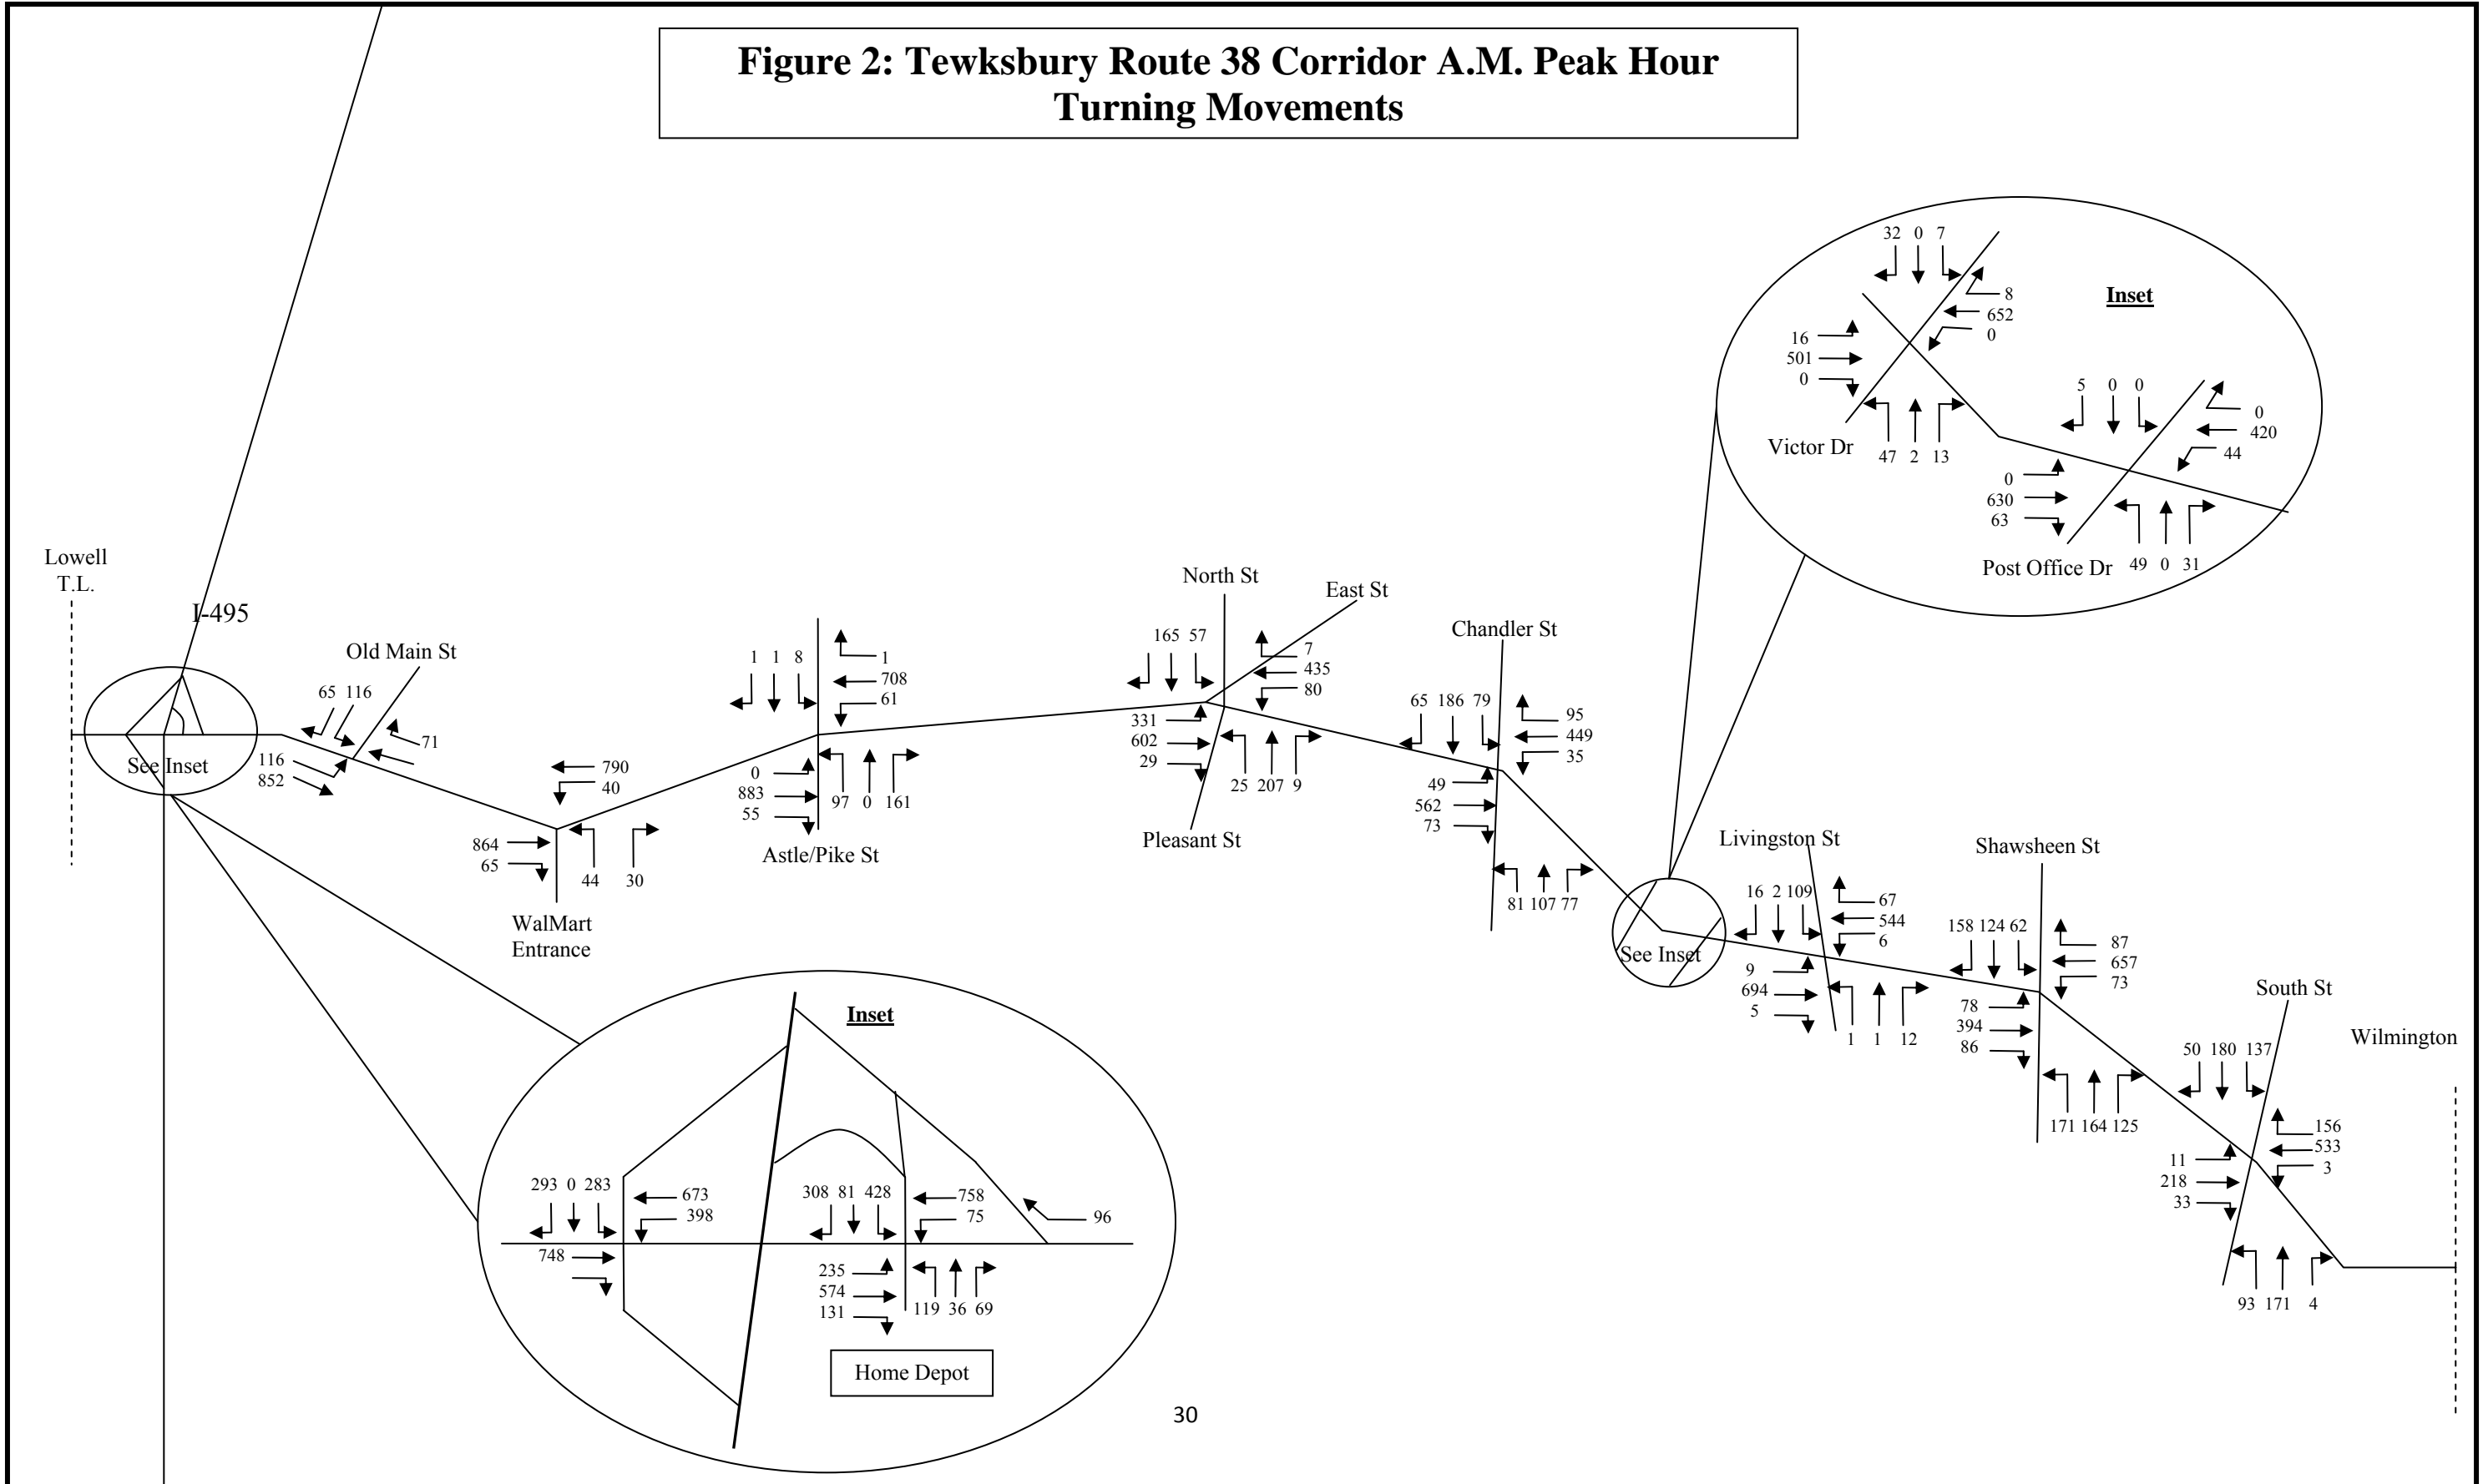 Figure 2: Tewksbury Route 38 Corridor A.M. Peak Hour
Turning Movements
32 0 7
8
652
0
Inset
16
501
0
Victor Dr
47 2 13
5 0 0
0
420
44
0
630
63
Post Office Dr
49 0 31
Lowell
T.L.
I-495
See Inset
Old Main St
65 116
71
116
852
790
40
864
65
44 30
WalMart
Entrance
1 1 8
1
708
61
0
883
55
97 0 161
Astle/Pike St
North St
East St
165 57
7
435
80
331
602
29
25 207 9
Pleasant St
Chandler St
65 186 79
95
449
35
49
562
73
81 107 77
See Inset
Livingston St
16 2 109
67
544
6
9
694
5
1 1 12
Shawsheen St
158 124 62
87
657
73
78
394
86
171 164 125
South St
50 180 137
156
533
3
11
218
33
93 171 4
Wilmington
Inset
293 0 283
673
398
748
308 81 428
758
75
96
235
574
131
119 36 69
Home Depot
30